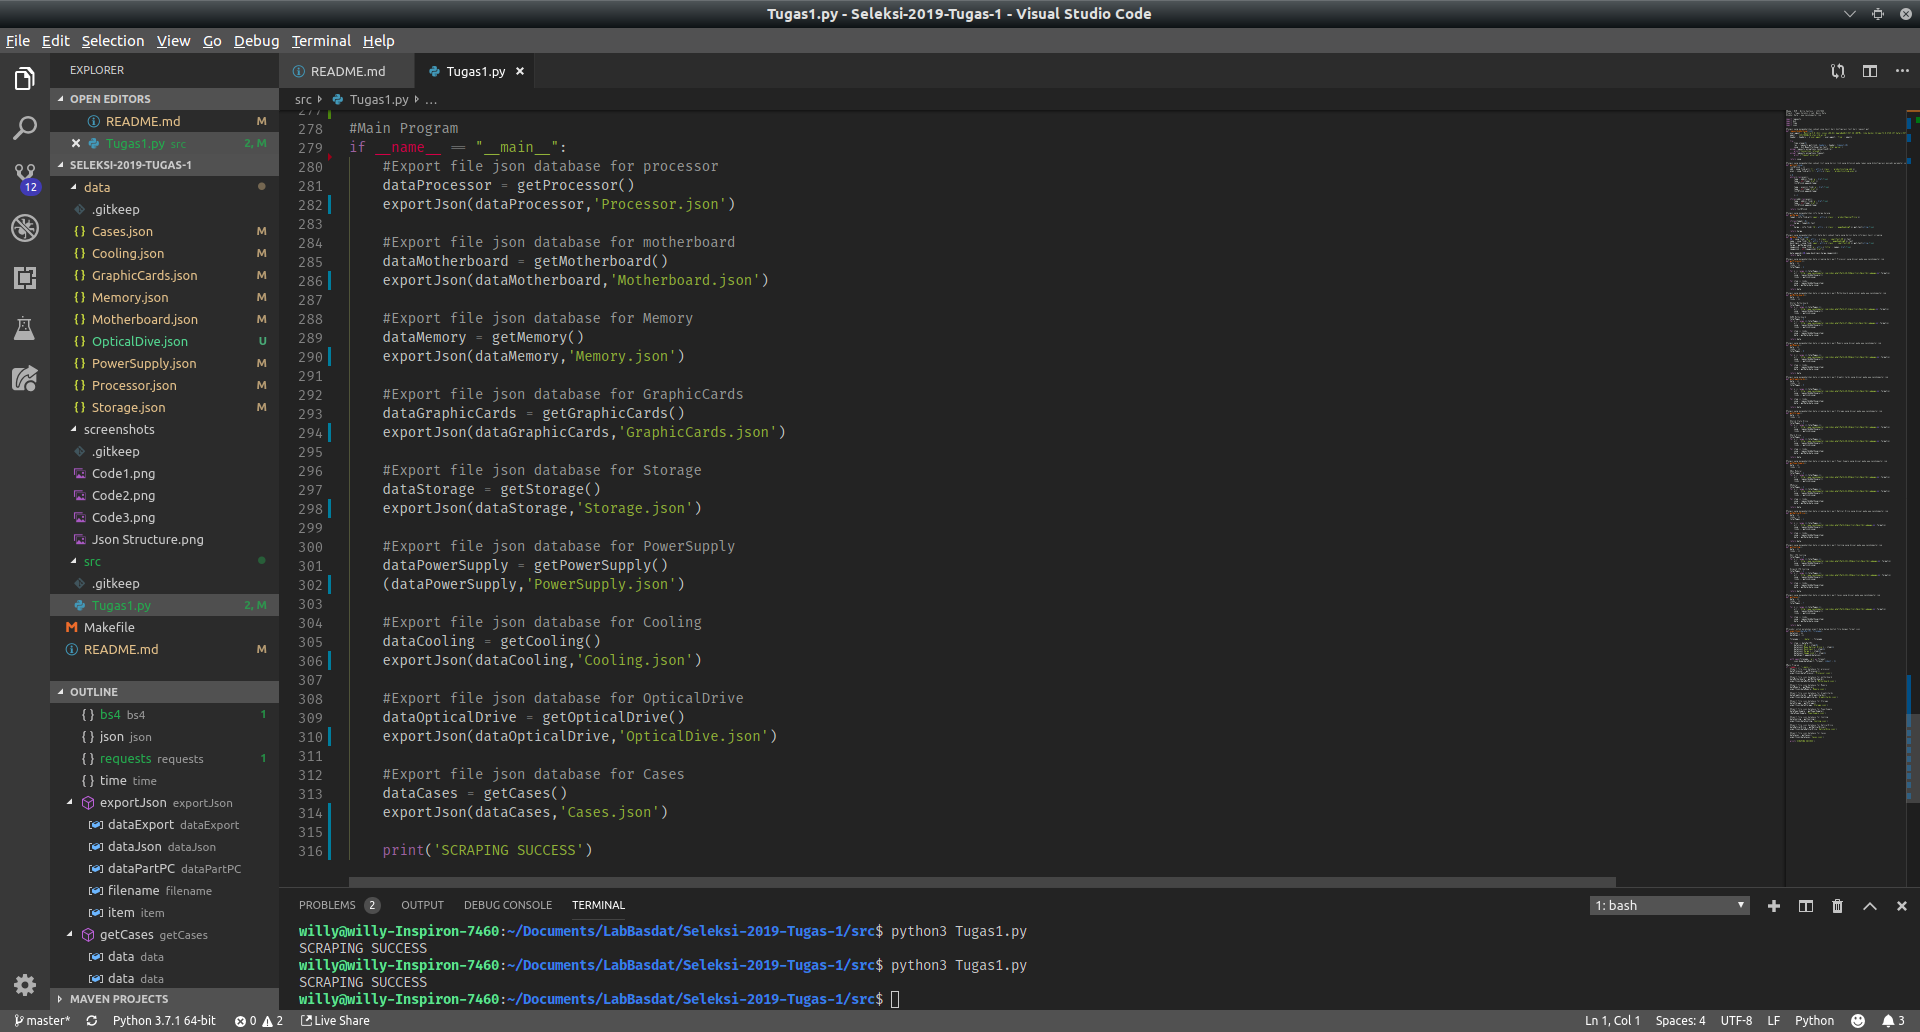 Tugas1.py - Seleksi-2019-Tugas-1 - Visual Studio Code
File Edit Selection View Go Debug Terminal Help
EXPLORER
OPEN EDITORS
README.md M
Tugas1.py src 2, M
SELEKSI-2019-TUGAS-1
data
.gitkeep
Cases.json M
Cooling.json M
GraphicCards.json M
Memory.json M
Motherboard.json M
OpticalDive.json U
PowerSupply.json M
Processor.json M
Storage.json M
screenshots
.gitkeep
Code1.png
Code2.png
Code3.png
Json Structure.png
src
.gitkeep
Tugas1.py 2, M
Makefile
README.md M
OUTLINE
{ } bs4 bs4 1
{ } json json
{ } requests requests 1
{ } time time
exportJson exportJson
dataExport dataExport
dataJson dataJson
dataPartPC dataPartPC
filename filename
item item
getCases getCases
data data
data data
MAVEN PROJECTS
12
README.md Tugas1.py
src Tugas1.py ...
277
278 #Main Program
279 if __name__ == "__main__":
280 #Export file json database for processor
281 dataProcessor = getProcessor()
282 exportJson(dataProcessor,'Processor.json')
283
284 #Export file json database for motherboard
285 dataMotherboard = getMotherboard()
286 exportJson(dataMotherboard,'Motherboard.json')
287
288 #Export file json database for Memory
289 dataMemory = getMemory()
290 exportJson(dataMemory,'Memory.json')
291
292 #Export file json database for GraphicCards
293 dataGraphicCards = getGraphicCards()
294 exportJson(dataGraphicCards,'GraphicCards.json')
295
296 #Export file json database for Storage
297 dataStorage = getStorage()
298 exportJson(dataStorage,'Storage.json')
299
300 #Export file json database for PowerSupply
301 dataPowerSupply = getPowerSupply()
302 (dataPowerSupply,'PowerSupply.json')
303
304 #Export file json database for Cooling
305 dataCooling = getCooling()
306 exportJson(dataCooling,'Cooling.json')
307
308 #Export file json database for OpticalDrive
309 dataOpticalDrive = getOpticalDrive()
310 exportJson(dataOpticalDrive,'OpticalDive.json')
311
312 #Export file json database for Cases
313 dataCases = getCases()
314 exportJson(dataCases,'Cases.json')
315
316 print('SCRAPING SUCCESS')
PROBLEMS 2 OUTPUT DEBUG CONSOLE TERMINAL 1: bash
willy@willy-Inspiron-7460:~/Documents/LabBasdat/Seleksi-2019-Tugas-1/src$ python3 Tugas1.py
SCRAPING SUCCESS
willy@willy-Inspiron-7460:~/Documents/LabBasdat/Seleksi-2019-Tugas-1/src$ python3 Tugas1.py
SCRAPING SUCCESS
willy@willy-Inspiron-7460:~/Documents/LabBasdat/Seleksi-2019-Tugas-1/src$
master* Python 3.7.1 64-bit 0 2 Live Share Ln 1, Col 1 Spaces: 4 UTF-8 LF Python 3